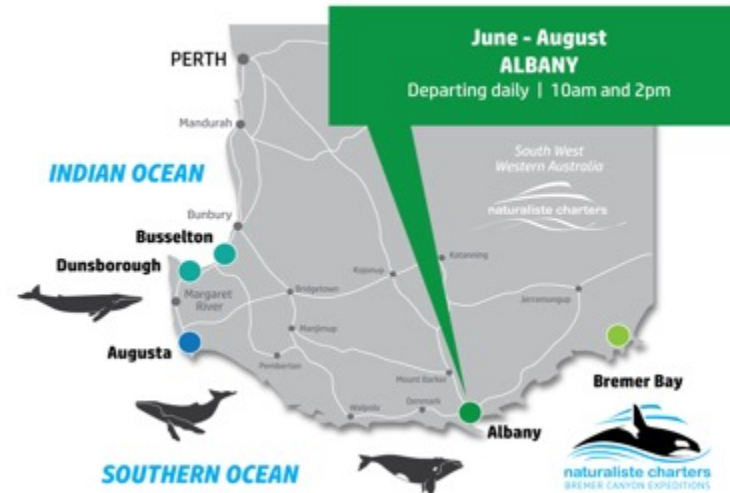 June - August
ALBANY
Departing daily | 10am and 2pm
PERTH
Mandurah
South West
Western Australia
naturaliste charters
INDIAN OCEAN
Bunbury
Busselton
Katanning
Dunsborough
Kojonup
Margaret
River
Bridgetown
Jerramungup
Augusta
Manjimup
Pemberton
Mount Barker
Bremer Bay
Walpole
Denmark
Albany
naturaliste charters
BREMER CANYON EXPEDITIONS
SOUTHERN OCEAN